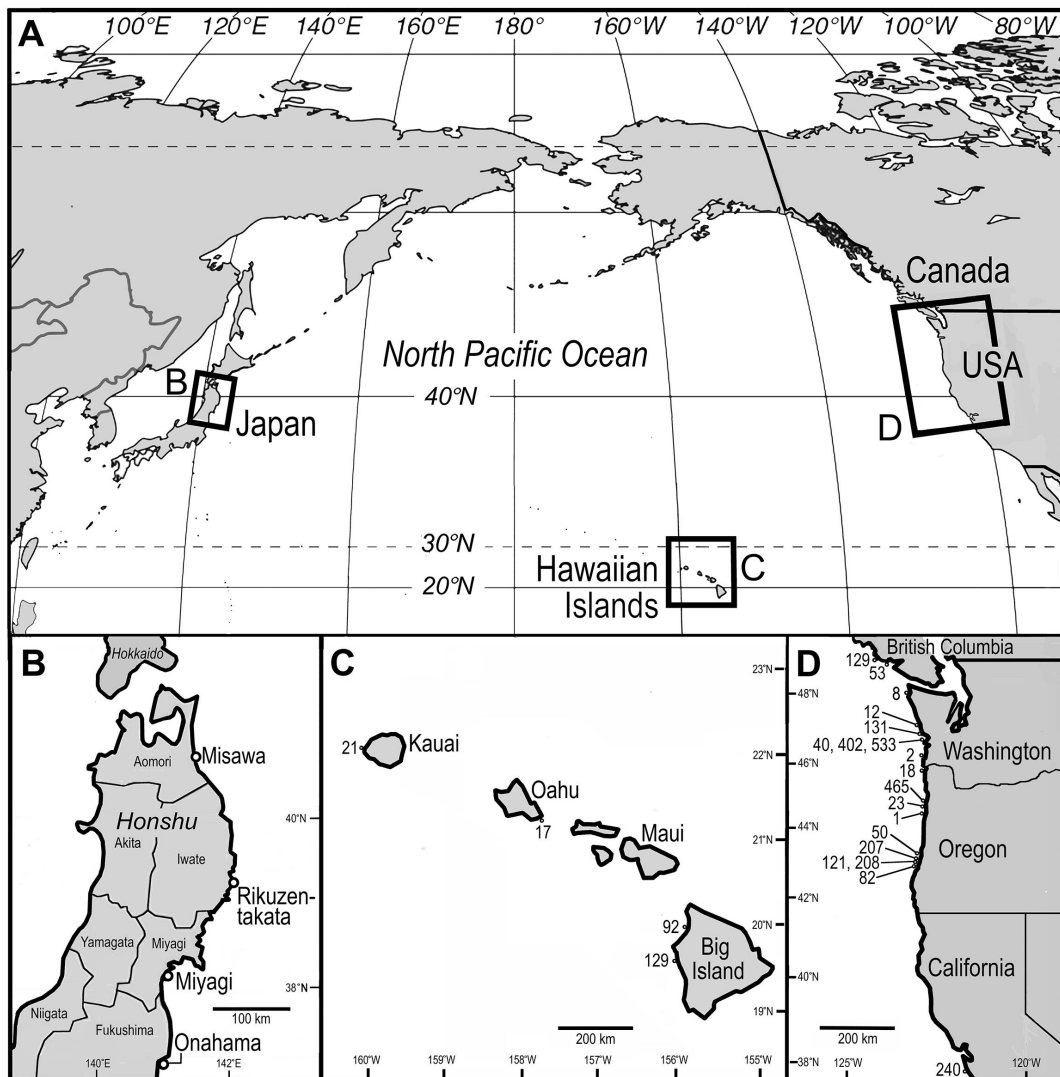 A
100°E 120°E 140°E 160°E 180° 160°W 140°W 120°W 100°W 80°W
Canada
North Pacific Ocean
USA
B
40°N
Japan
D
30°N
Hawaiian
Islands
C
20°N
B
Hokkaido
Misawa
Aomori
Honshu
40°N
Akita
Iwate
Rikuzen-
takata
Yamagata
Miyagi
Miyagi
38°N
Niigata
100 km
Fukushima
Onahama
140°E
142°E
C
23°N
21
Kauai
22°N
Oahu
17
Maui
21°N
92
20°N
Big
Island
129
19°N
200 km
160°W 159°W 158°W 157°W 156°W 155°W
D
British Columbia
129
53
8
48°N
12
131
40, 402, 533
Washington
2
46°N
18
465
23
1
44°N
50
Oregon
207
121, 208
82
42°N
California
40°N
200 km
38°N
125°W
120°W
240